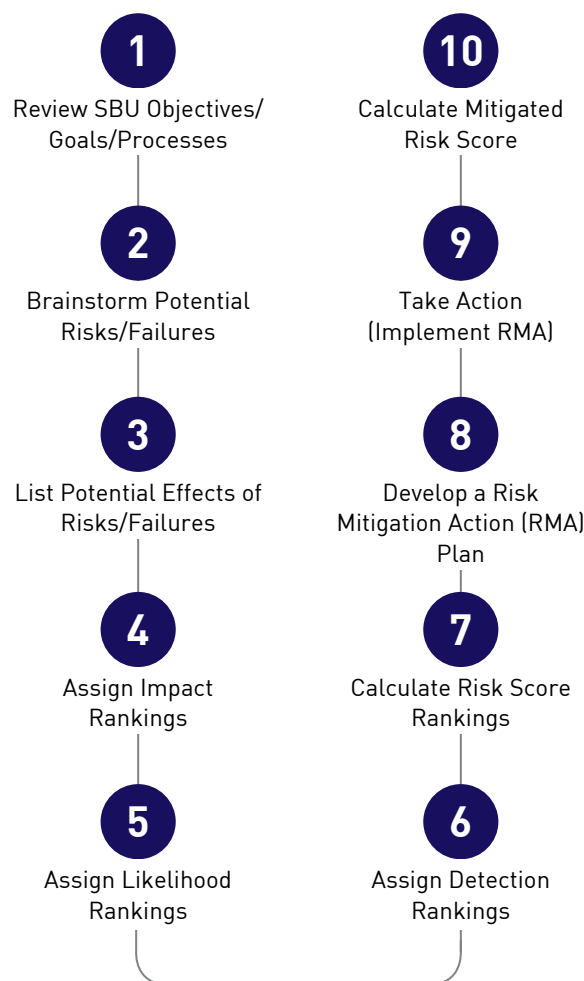 1
Review SBU Objectives/
Goals/Processes
2
Brainstorm Potential
Risks/Failures
3
List Potential Effects of
Risks/Failures
4
Assign Impact
Rankings
5
Assign Likelihood
Rankings
6
Assign Detection
Rankings
7
Calculate Risk Score
Rankings
8
Develop a Risk
Mitigation Action (RMA)
Plan
9
Take Action
(Implement RMA)
10
Calculate Mitigated
Risk Score